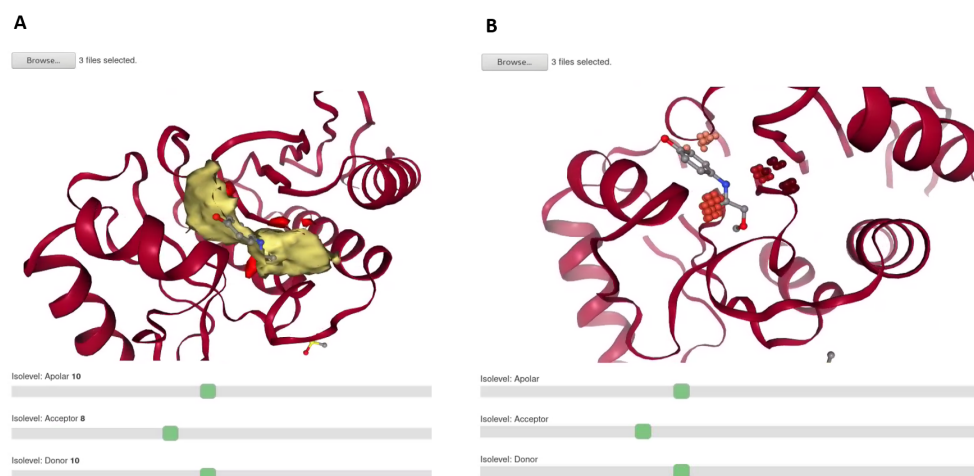 A
Browse... 3 files selected.
Isolevel: Apolar 10
Isolevel: Acceptor 8
Isolevel: Donor 10
B
Browse... 3 files selected.
Isolevel: Apolar
Isolevel: Acceptor
Isolevel: Donor